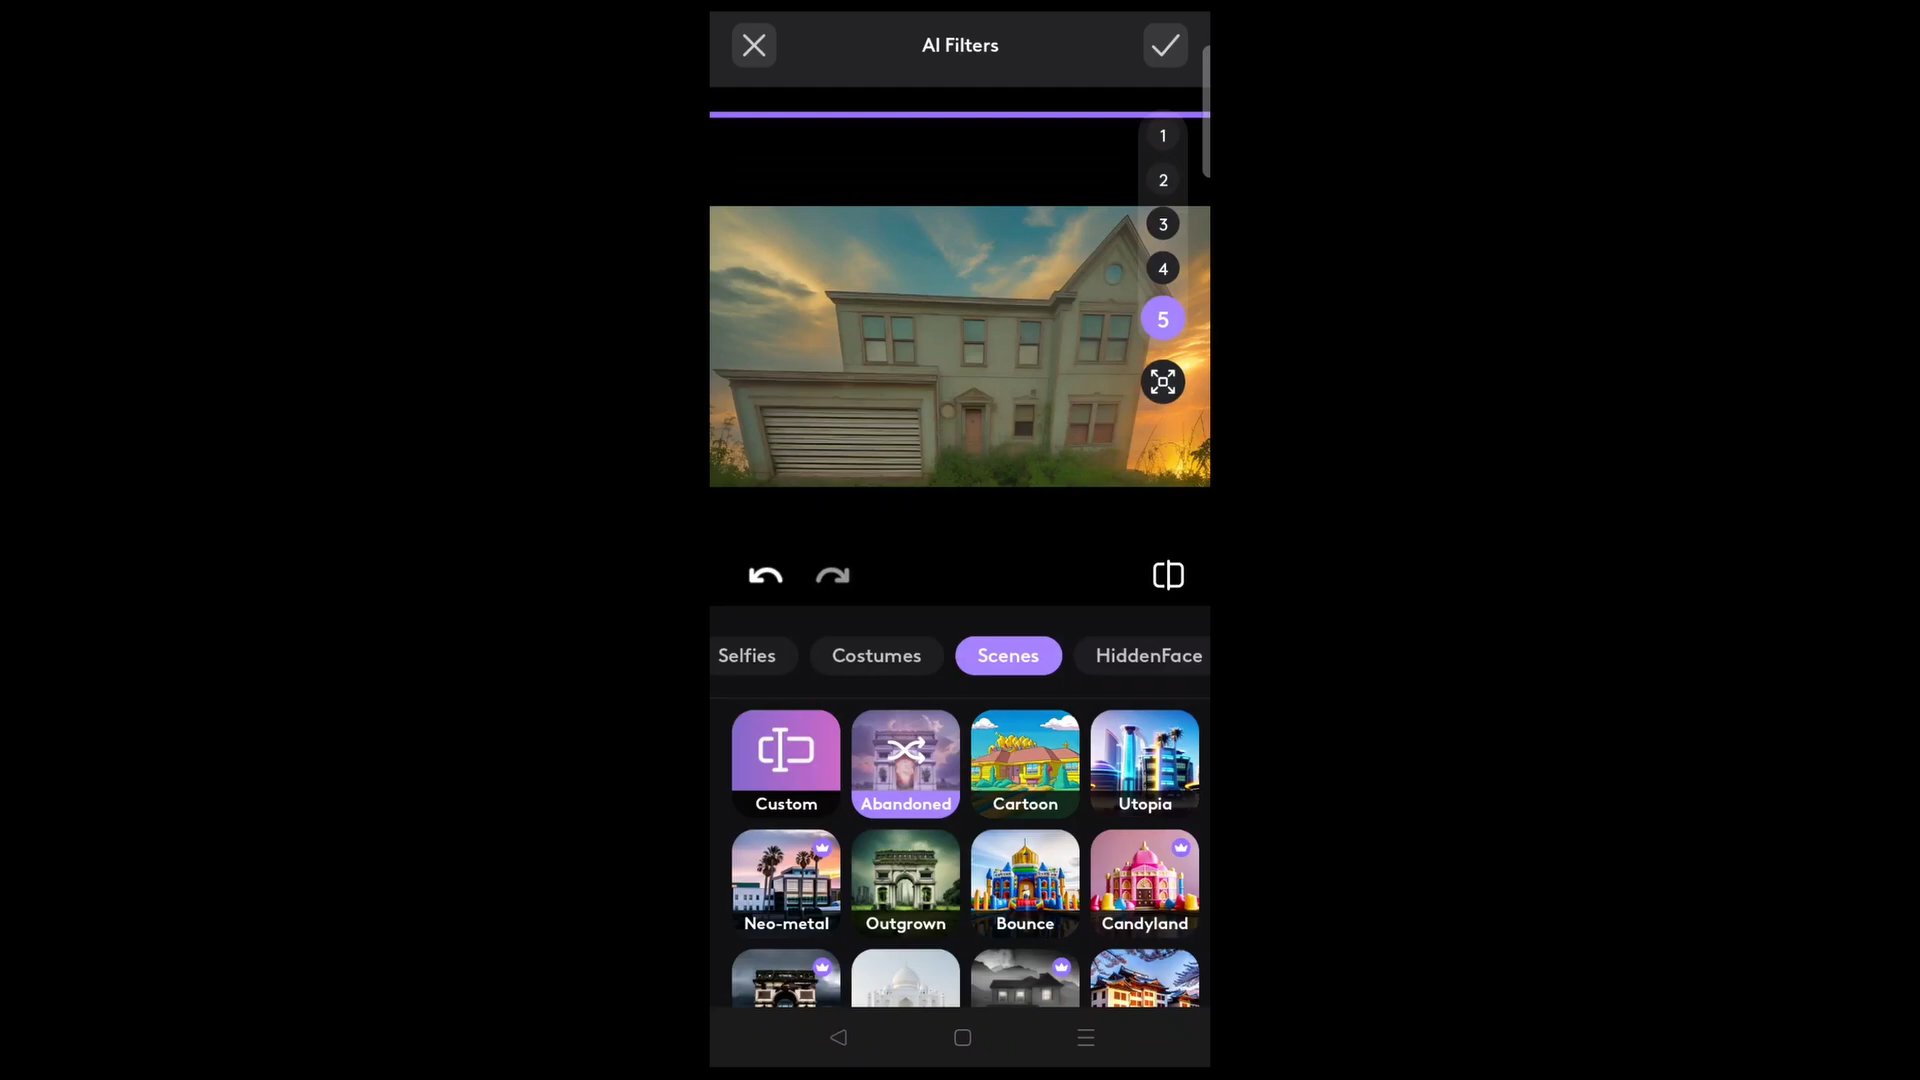 AI Filters
1
2
3
4
5
Selfies
Costumes
Scenes
HiddenFace
Custom
Abandoned
Cartoon
Utopia
Neo-metal
Outgrown
Bounce
Candyland